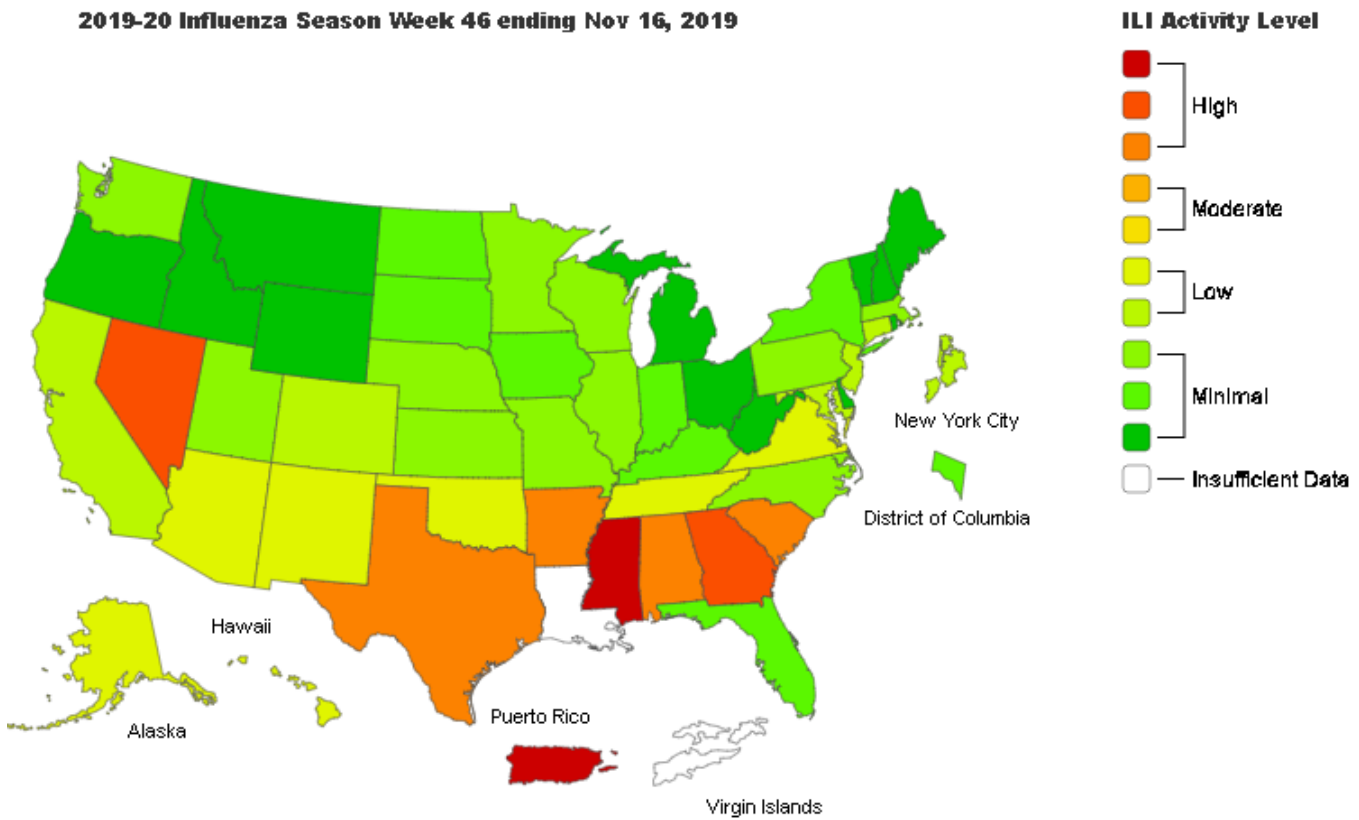 2019-20 Influenza Season Week 46 ending Nov 16, 2019
ILI Activity Level
High
Moderate
Low
Minimal
Insufficient Data
New York City
District of Columbia
Hawaii
Alaska
Puerto Rico
Virgin Islands